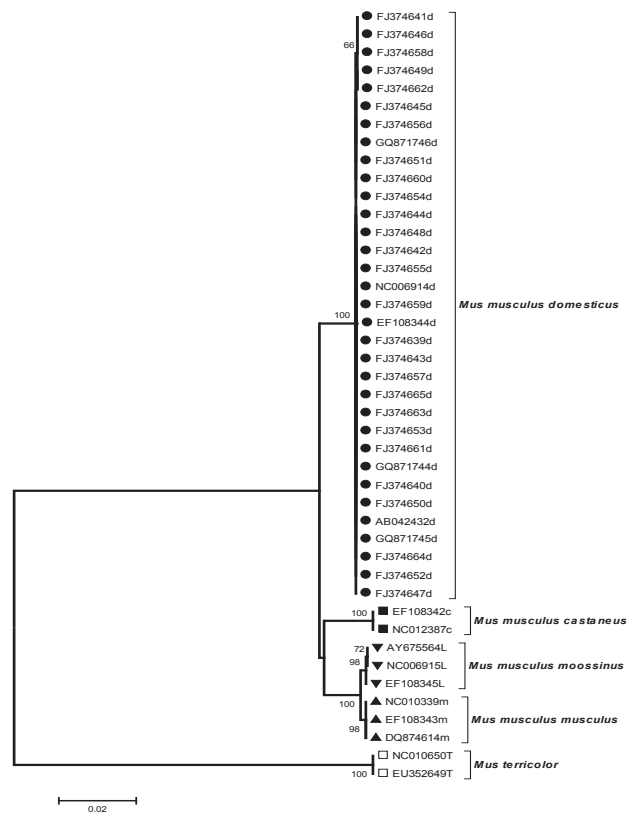 FJ374641d
FJ374646d
66
FJ374658d
FJ374649d
FJ374662d
FJ374645d
FJ374656d
GQ871746d
FJ374651d
FJ374660d
FJ374654d
FJ374644d
FJ374648d
FJ374642d
FJ374655d
NC006914d
FJ374659d
Mus musculus domesticus
100
EF108344d
FJ374639d
FJ374643d
FJ374657d
FJ374665d
FJ374663d
FJ374653d
FJ374661d
GQ871744d
FJ374640d
FJ374650d
AB042432d
GQ871745d
FJ374664d
FJ374652d
FJ374647d
100
EF108342c
Mus musculus castaneus
NC012387c
72
AY675564L
98
NC006915L
Mus musculus moossinus
EF108345L
100
NC010339m
EF108343m
Mus musculus musculus
98
DQ874614m
NC010650T
Mus terricolor
100
EU352649T
0.02